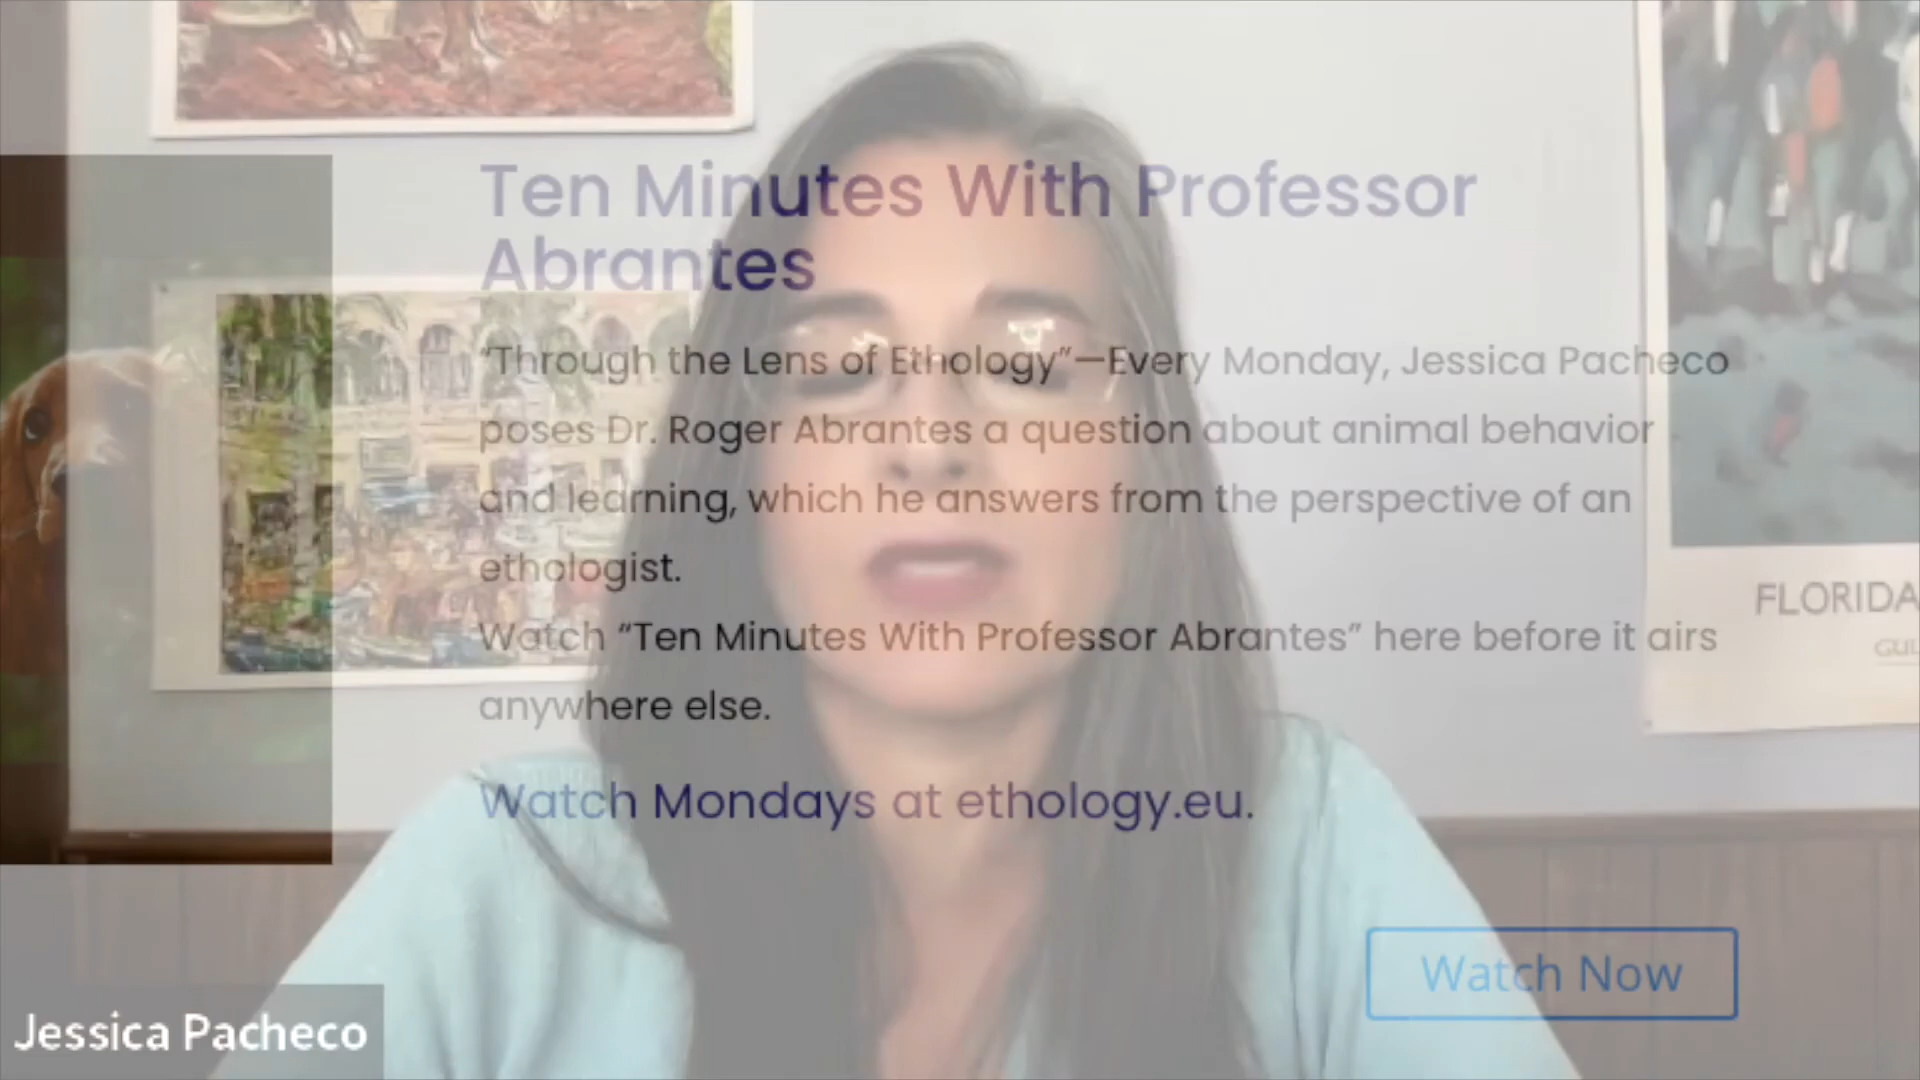 Ten Minutes With Professor
Abrantes
“Through the Lens of Ethology”—Every Monday, Jessica Pacheco
poses Dr. Roger Abrantes a question about animal behavior
and learning, which he answers from the perspective of an
ethologist.
Watch “Ten Minutes With Professor Abrantes” here before it airs
anywhere else.
Watch Mondays at ethology.eu.
Watch Now
FLORIDA
Jessica Pacheco